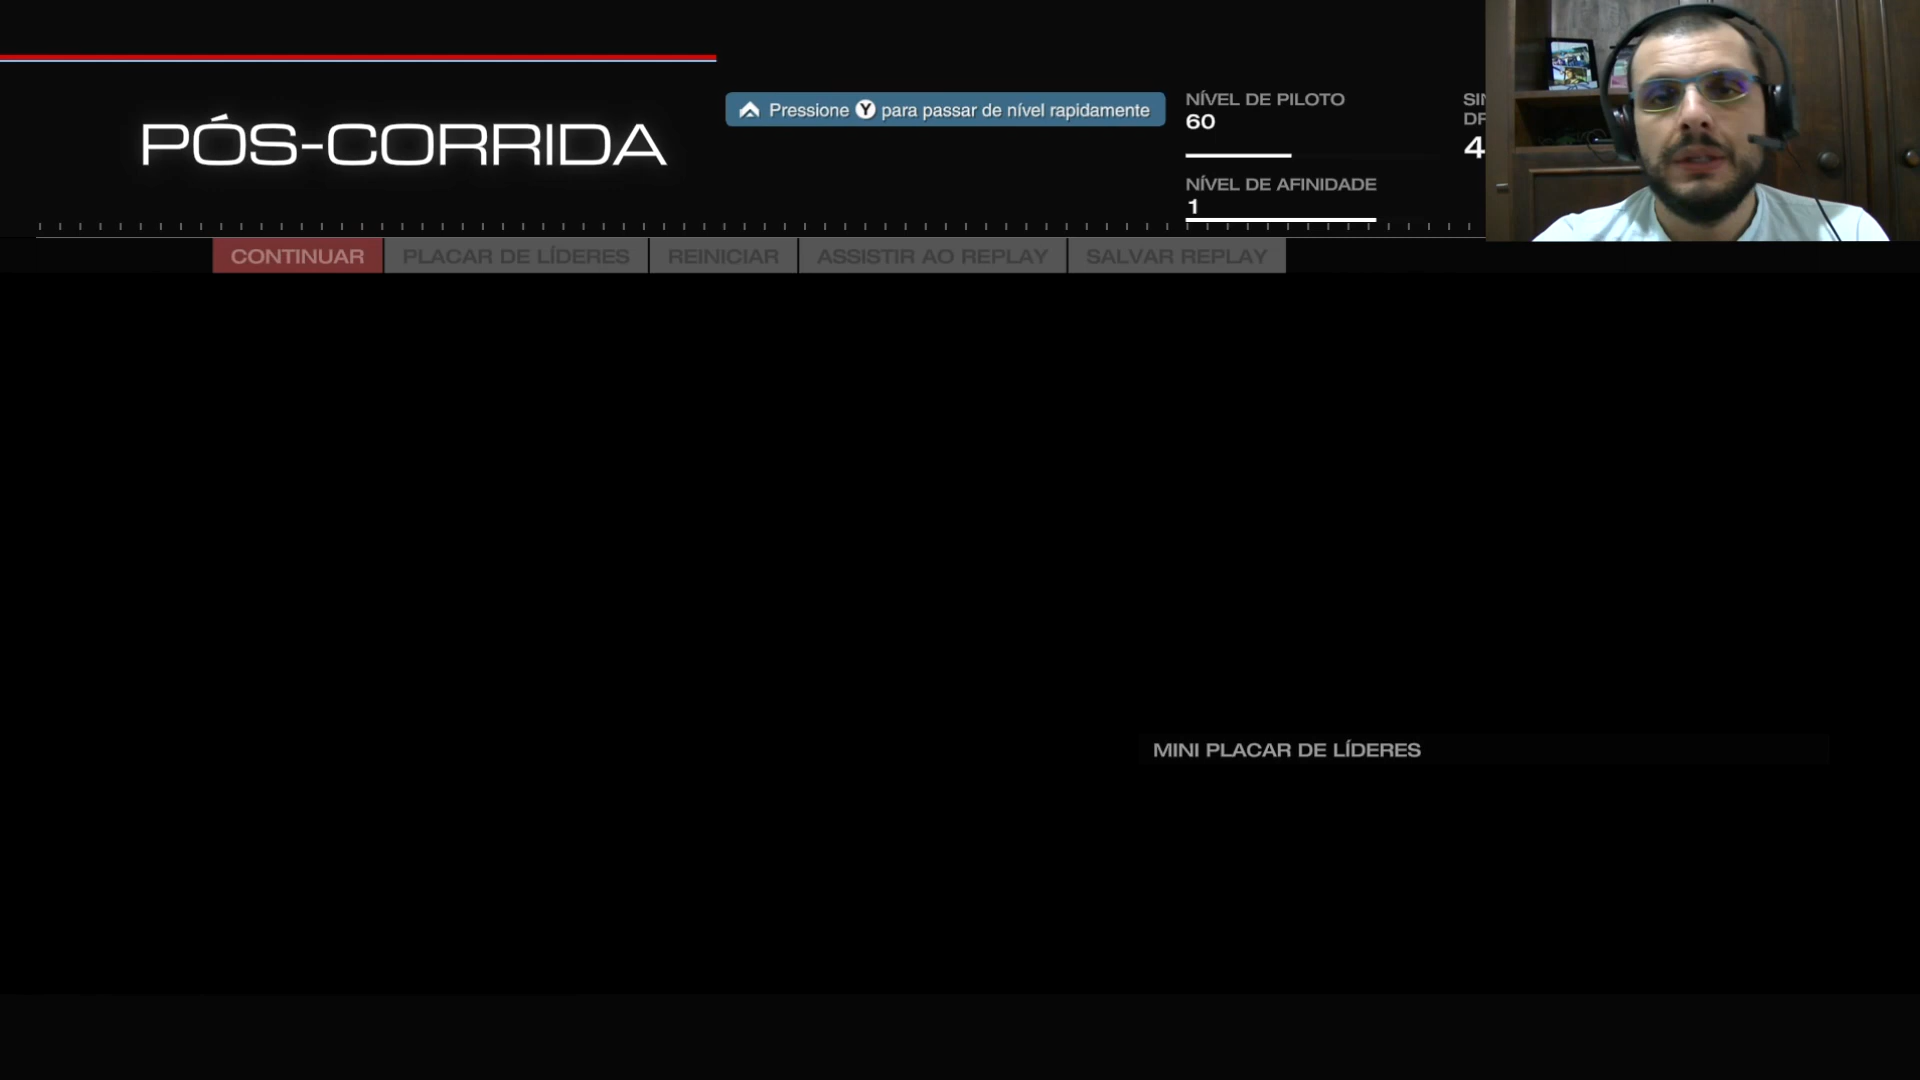 PÓS-CORRIDA
Pressione Y para passar de nível rapidamente
NÍVEL DE PILOTO
60
NÍVEL DE AFINIDADE
1
CONTINUAR
PLACAR DE LÍDERES
REINICIAR
ASSISTIR AO REPLAY
SALVAR REPLAY
MINI PLACAR DE LÍDERES